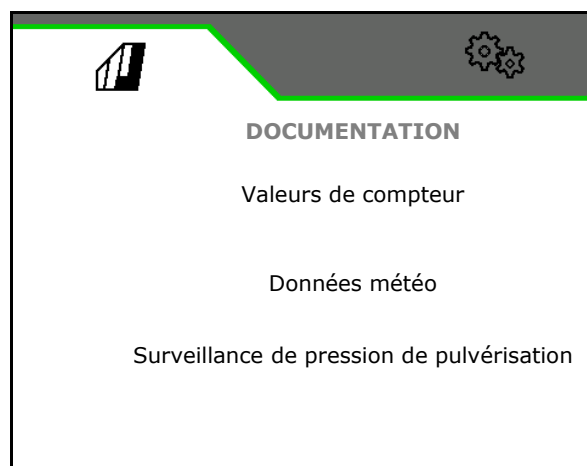 DOCUMENTATION
Valeurs de compteur
Données météo
Surveillance de pression de pulvérisation